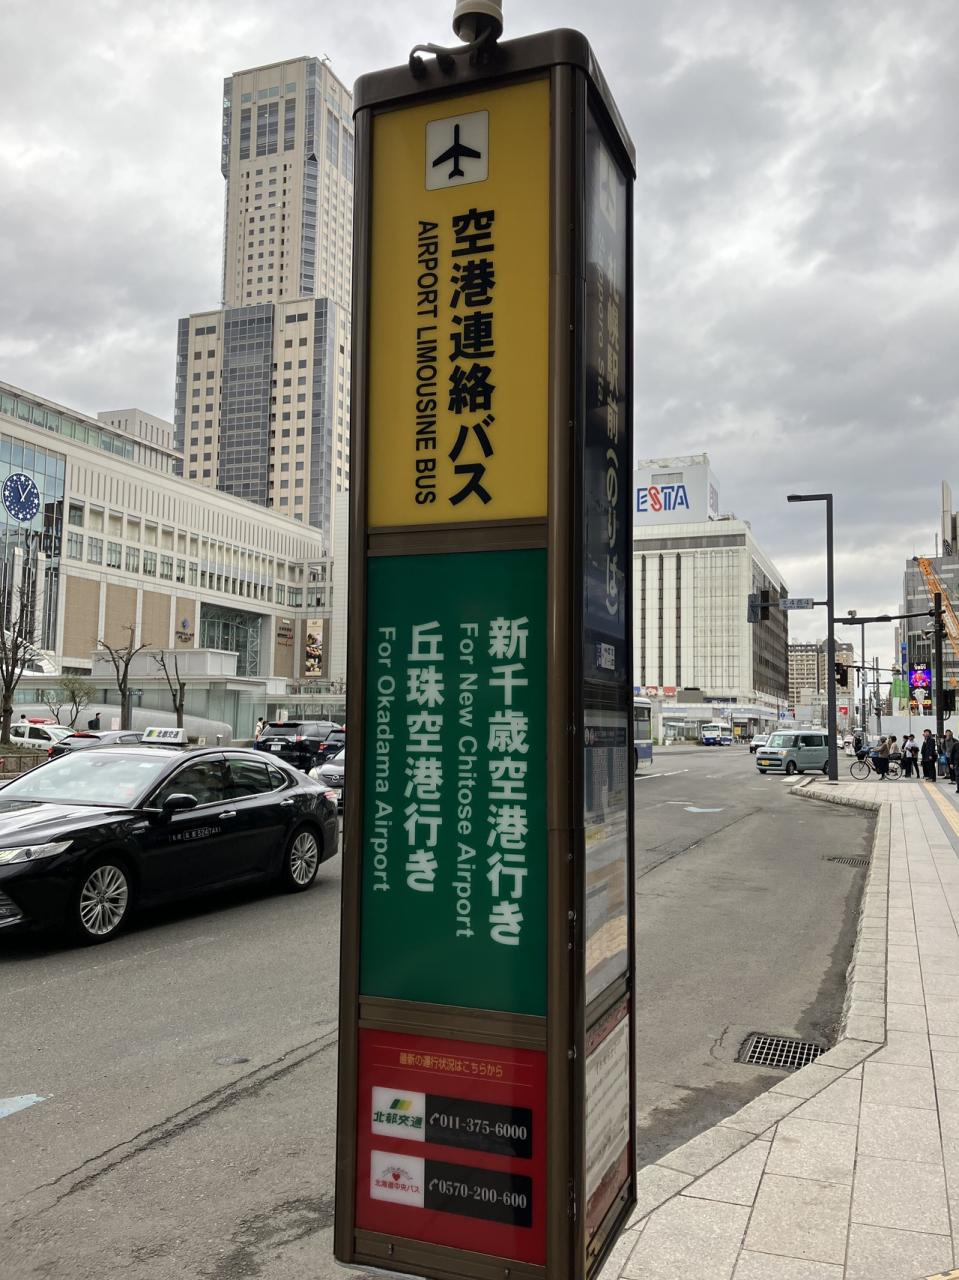 空港連絡バス
AIRPORT LIMOUSINE BUS
新千歳空港行き
For New Chitose Airport
丘珠空港行き
For Okadama Airport
最新の運行状況はこちらから
北都交通
011-375-6000
北海道中央バス
0570-200-600
札幌駅前(のりば)
ESTA